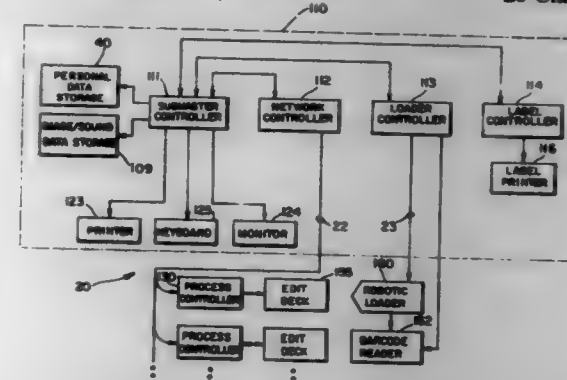 110
40
PERSONAL
DATA
STORAGE
111
SUBMASTER
CONTROLLER
112
NETWORK
CONTROLLER
113
LOADER
CONTROLLER
114
LABEL
CONTROLLER
IMAGE/SOUND
DATA STORAGE
109
116
LABEL
PRINTER
123
PRINTER
125
KEYBOARD
124
MONITOR
22
23
20
130
PROCESS
CONTROLLER
135
EDIT
DECK
150
ROBOTIC
LOADER
PROCESS
CONTROLLER
EDIT
DECK
152
BARCODE
READER